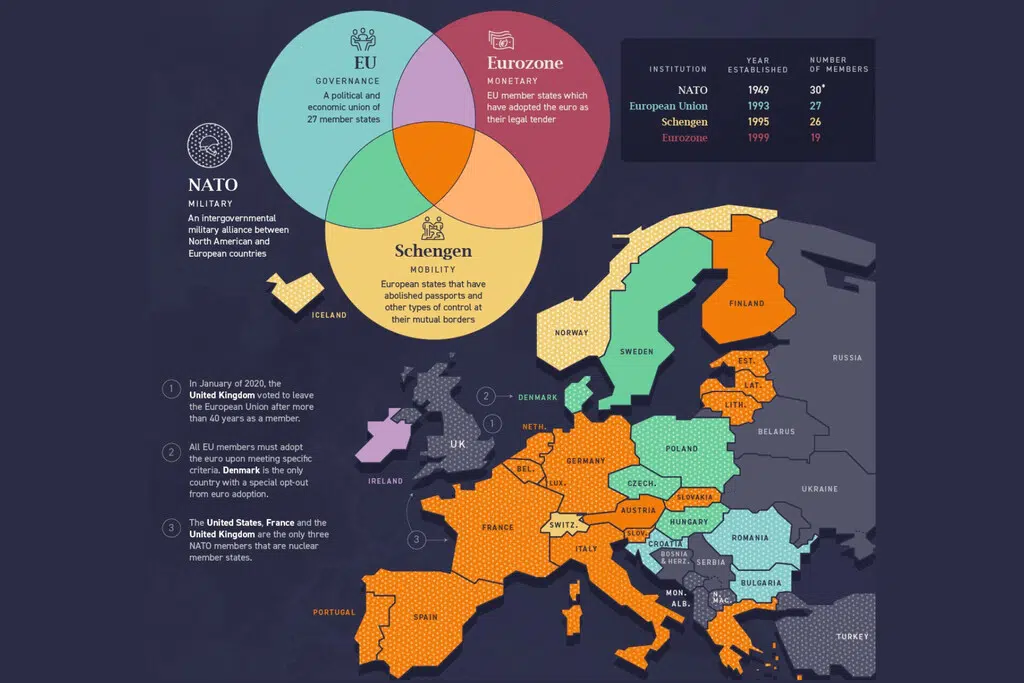 EU
GOVERNANCE
A political and
economic union of
27 member states
Eurozone
MONETARY
EU member states which
have adopted the euro as
their legal tender
INSTITUTION
YEAR
ESTABLISHED
NUMBER
OF MEMBERS
NATO 1949 30*
European Union 1993 27
Schengen 1995 26
Eurozone 1999 19
NATO
MILITARY
An intergovernmental
military alliance between
North American and
European countries
Schengen
MOBILITY
European states that have
abolished passports and
other types of control at
their mutual borders
ICELAND
1
In January of 2020, the
United Kingdom voted to leave
the European Union after more
than 40 years as a member.
2
All EU members must adopt
the euro upon meeting specific
criteria. Denmark is the only
country with a special opt-out
from euro adoption.
3
The United States, France and the
United Kingdom are the only three
NATO members that are nuclear
member states.
NORWAY
SWEDEN
FINLAND
RUSSIA
EST.
LAT.
LITH.
2
DENMARK
1
UK
IRELAND
NETH.
BEL.
LUX.
GERMANY
POLAND
BELARUS
UKRAINE
CZECH.
SLOVAKIA
AUSTRIA
HUNGARY
3
FRANCE
SWITZ.
SLOV.
CROATIA
ITALY
BOSNIA
& HERZ.
SERBIA
ROMANIA
BULGARIA
MON.
ALB.
N.
MAC.
PORTUGAL
SPAIN
TURKEY